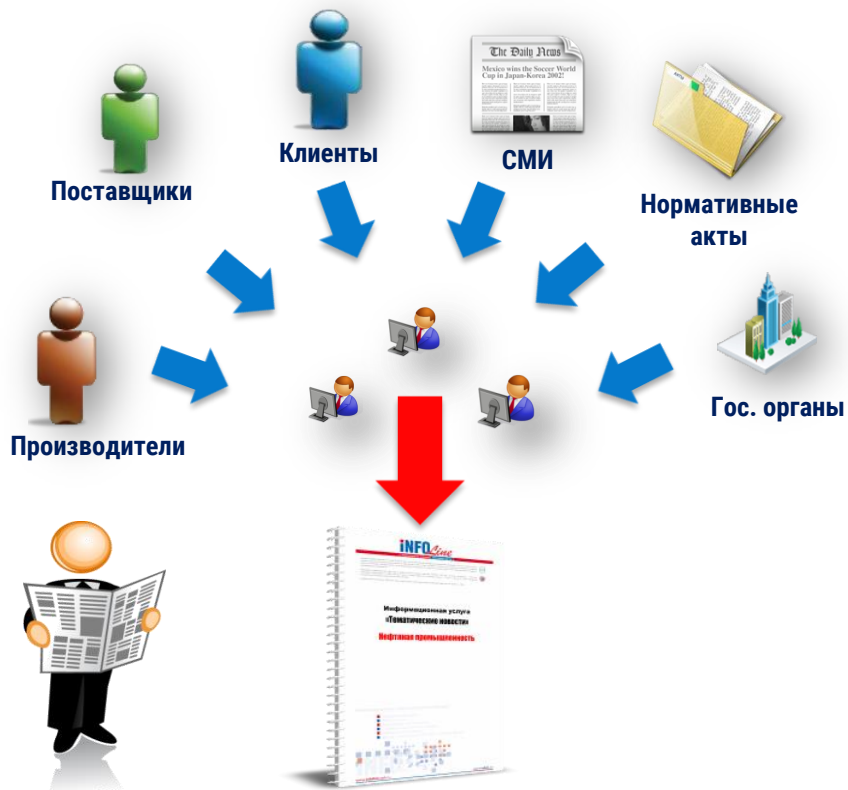 The Daily News
Mexico wins the Soccer World
Cup in Japan-Korea 2002!
Клиенты
СМИ
Поставщики
Нормативные
акты
Гос. органы
Производители
iNFOLine
Информационная услуга
«Тематические новости»
Нефтяная промышленность